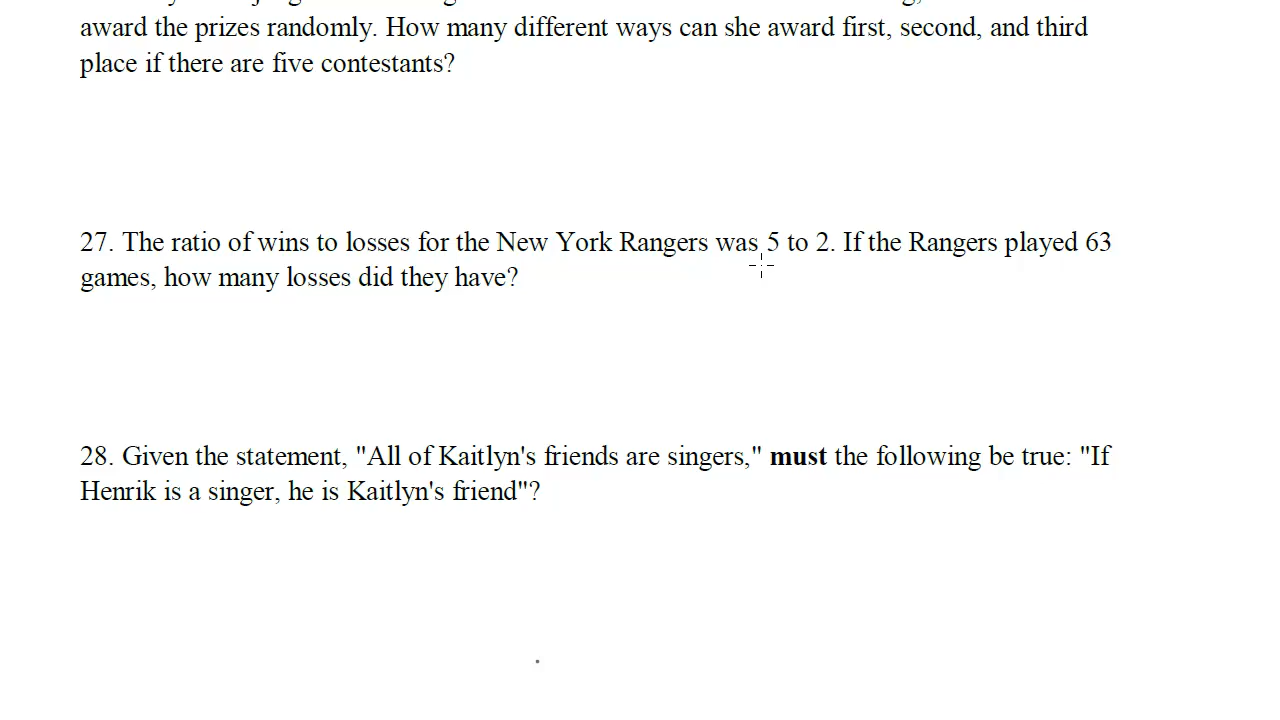 award the prizes randomly. How many different ways can she award first, second, and third
place if there are five contestants?
27. The ratio of wins to losses for the New York Rangers was 5 to 2. If the Rangers played 63
games, how many losses did they have?
28. Given the statement, "All of Kaitlyn's friends are singers," must the following be true: "If
Henrik is a singer, he is Kaitlyn's friend"?